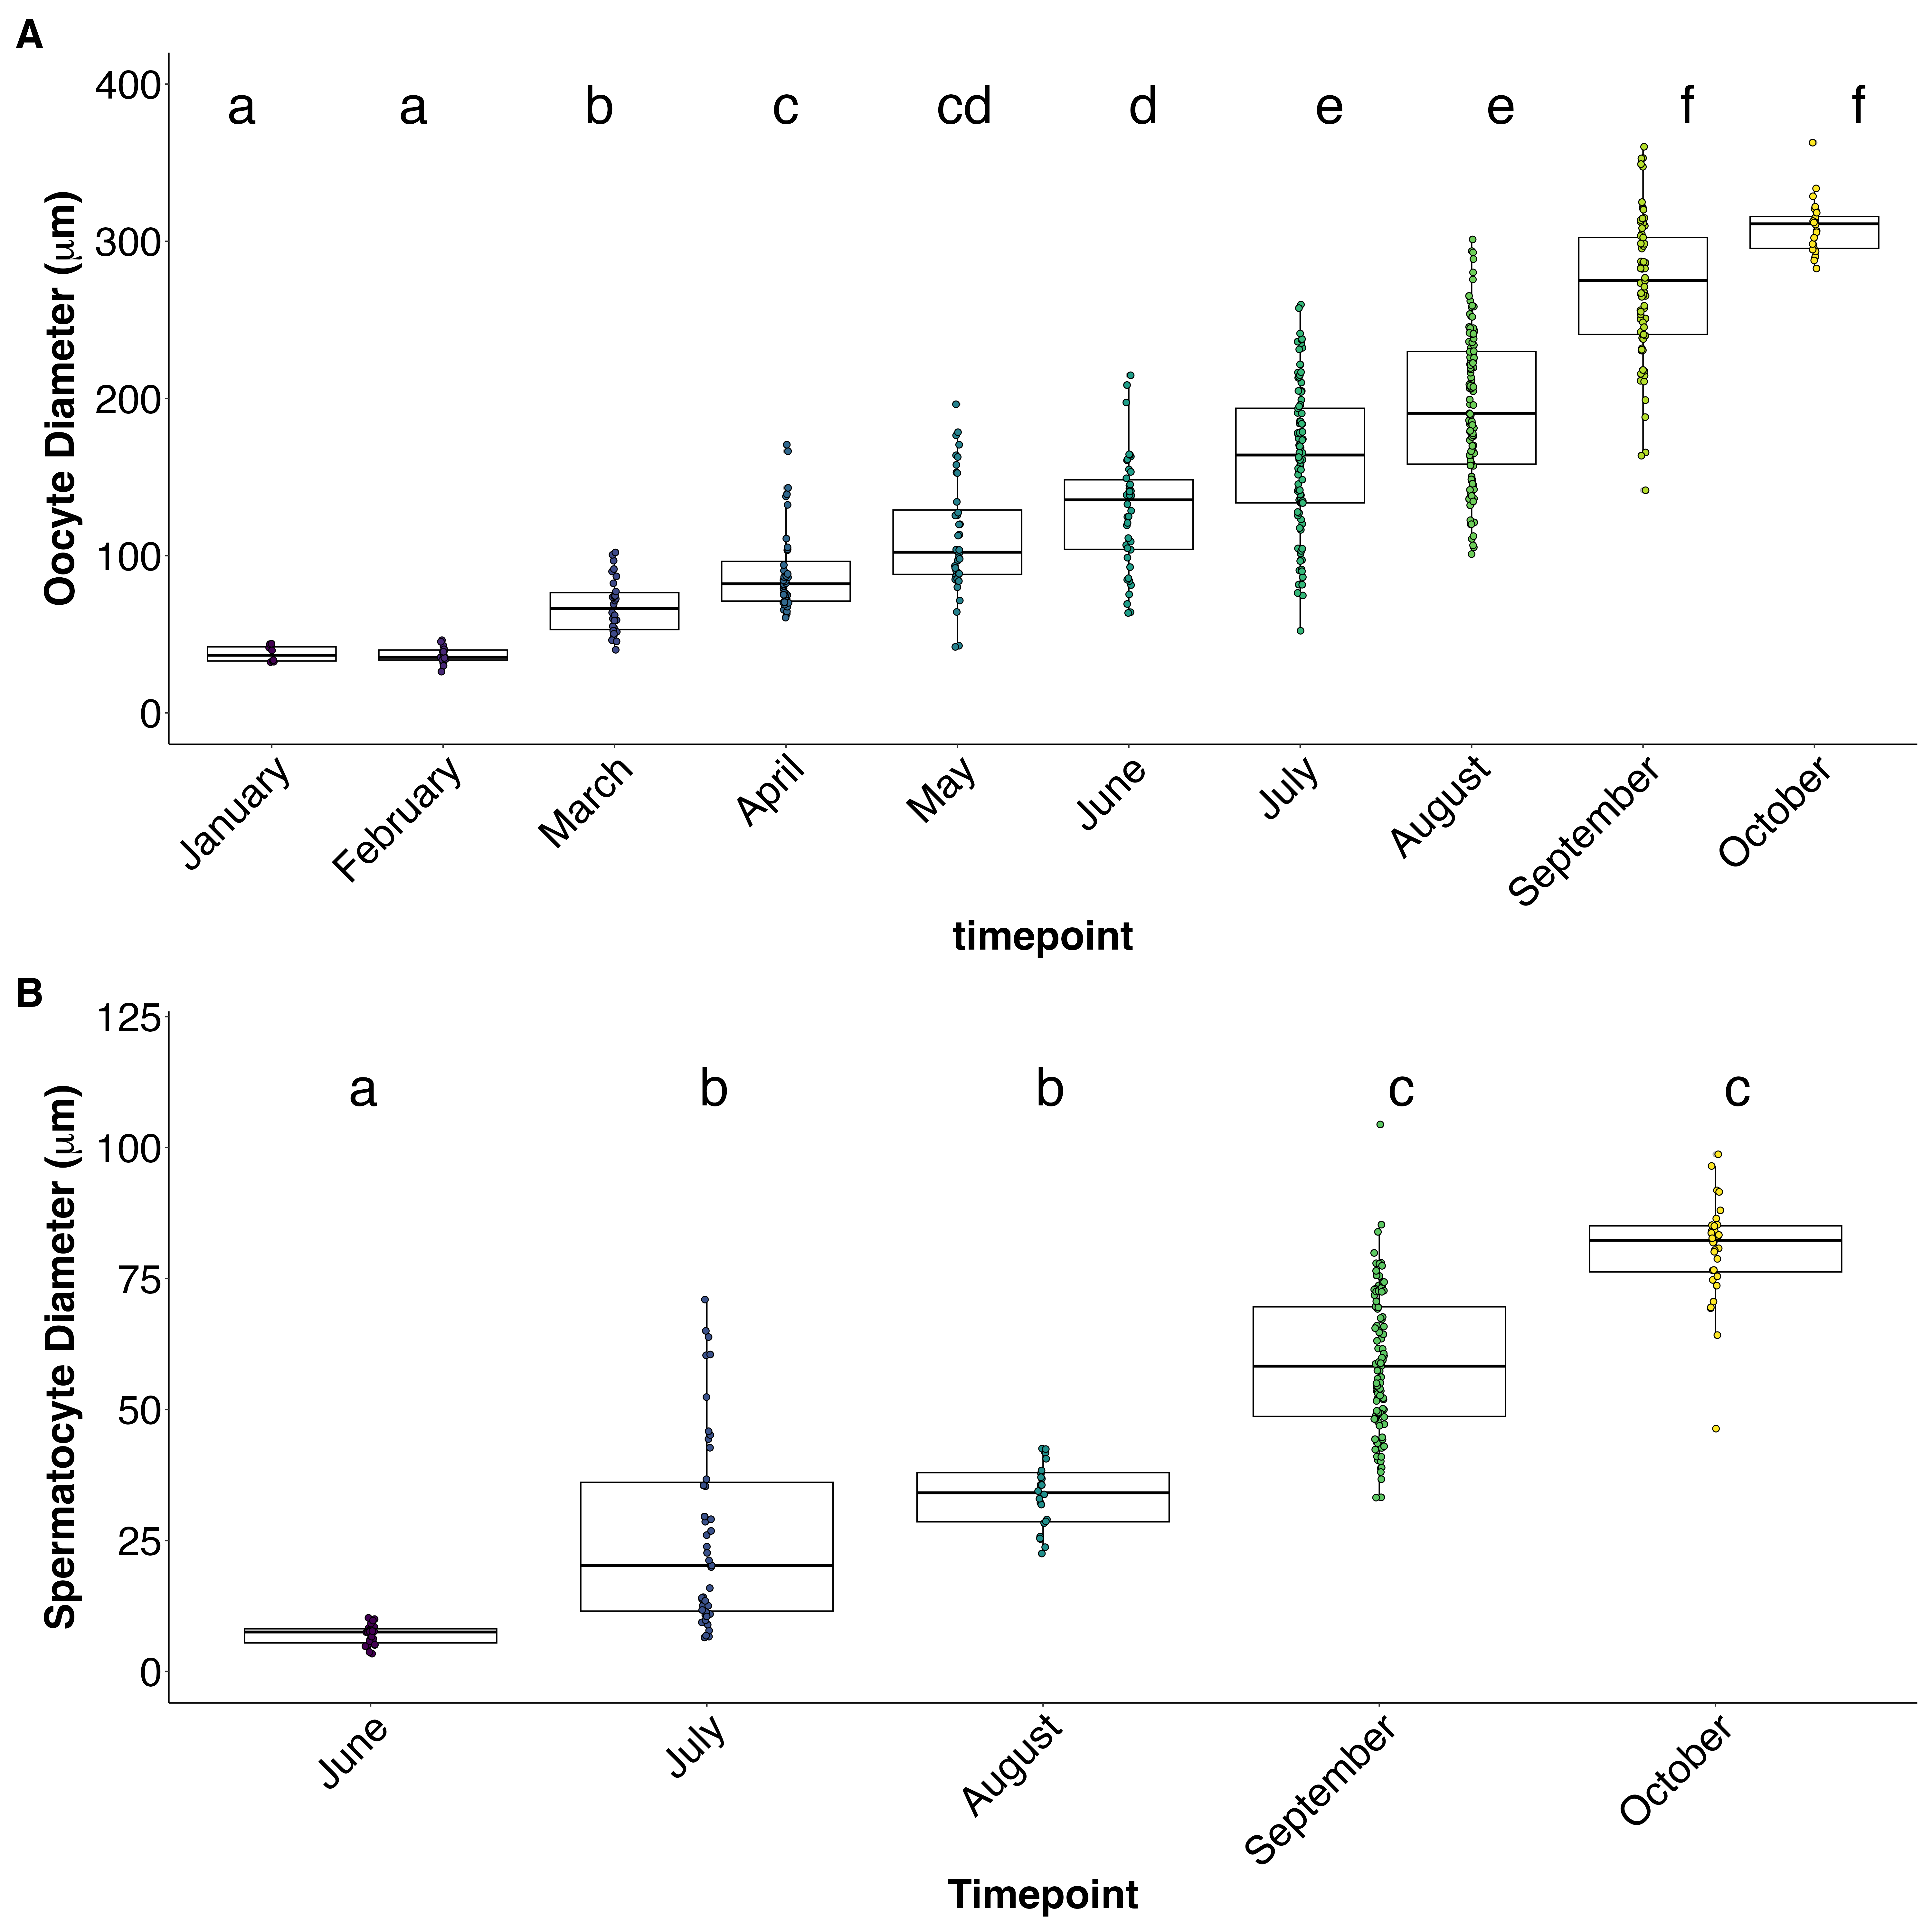 A
400
300
200
100
0
Oocyte Diameter (μm)
a a b c cd d e e f f
January February March April May June July August September October
timepoint
B
125
100
75
50
25
0
Spermatocyte Diameter (μm)
a b b c c
June July August September October
Timepoint